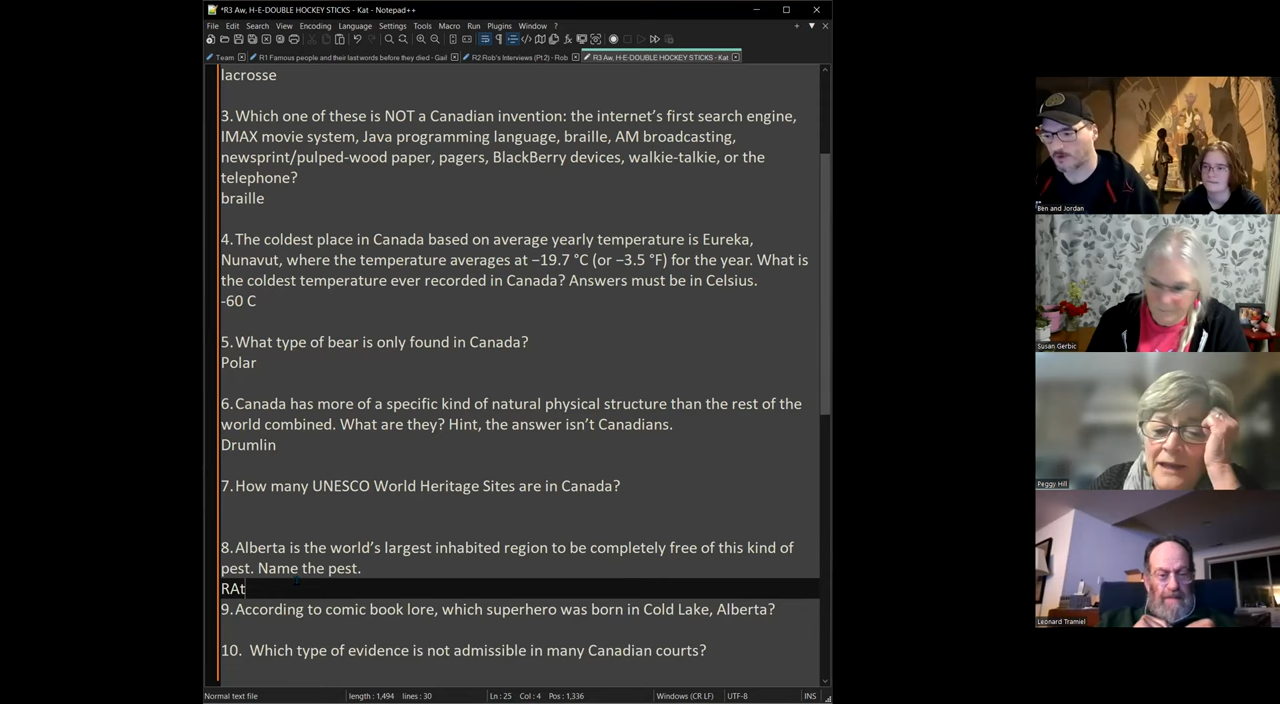 *R3 Aw, H-E-DOUBLE HOCKEY STICKS - Kat - Notepad++
File Edit Search View Encoding Language Settings Tools Macro Run Plugins Window ?
Team R1 Famous people and their last words before they died - Gail R2 Rob's Interviews (Pt2) - Rob R3 Aw, H-E-DOUBLE HOCKEY STICKS - Kat
lacrosse
3. Which one of these is NOT a Canadian invention: the internet’s first search engine,
IMAX movie system, Java programming language, braille, AM broadcasting,
newsprint/pulped-wood paper, pagers, BlackBerry devices, walkie-talkie, or the
telephone?
braille
4. The coldest place in Canada based on average yearly temperature is Eureka,
Nunavut, where the temperature averages at −19.7 °C (or −3.5 °F) for the year. What is
the coldest temperature ever recorded in Canada? Answers must be in Celsius.
-60 C
5. What type of bear is only found in Canada?
Polar
6. Canada has more of a specific kind of natural physical structure than the rest of the
world combined. What are they? Hint, the answer isn’t Canadians.
Drumlin
7. How many UNESCO World Heritage Sites are in Canada?
8. Alberta is the world’s largest inhabited region to be completely free of this kind of
pest. Name the pest.
RAt
9. According to comic book lore, which superhero was born in Cold Lake, Alberta?
10. Which type of evidence is not admissible in many Canadian courts?
Normal text file length : 1,494 lines : 30 Ln : 25 Col : 4 Pos : 1,336 Windows (CR LF) UTF-8 INS
Ben and Jordan
Susan Gerbic
Peggy Hill
Leonard Tramiel